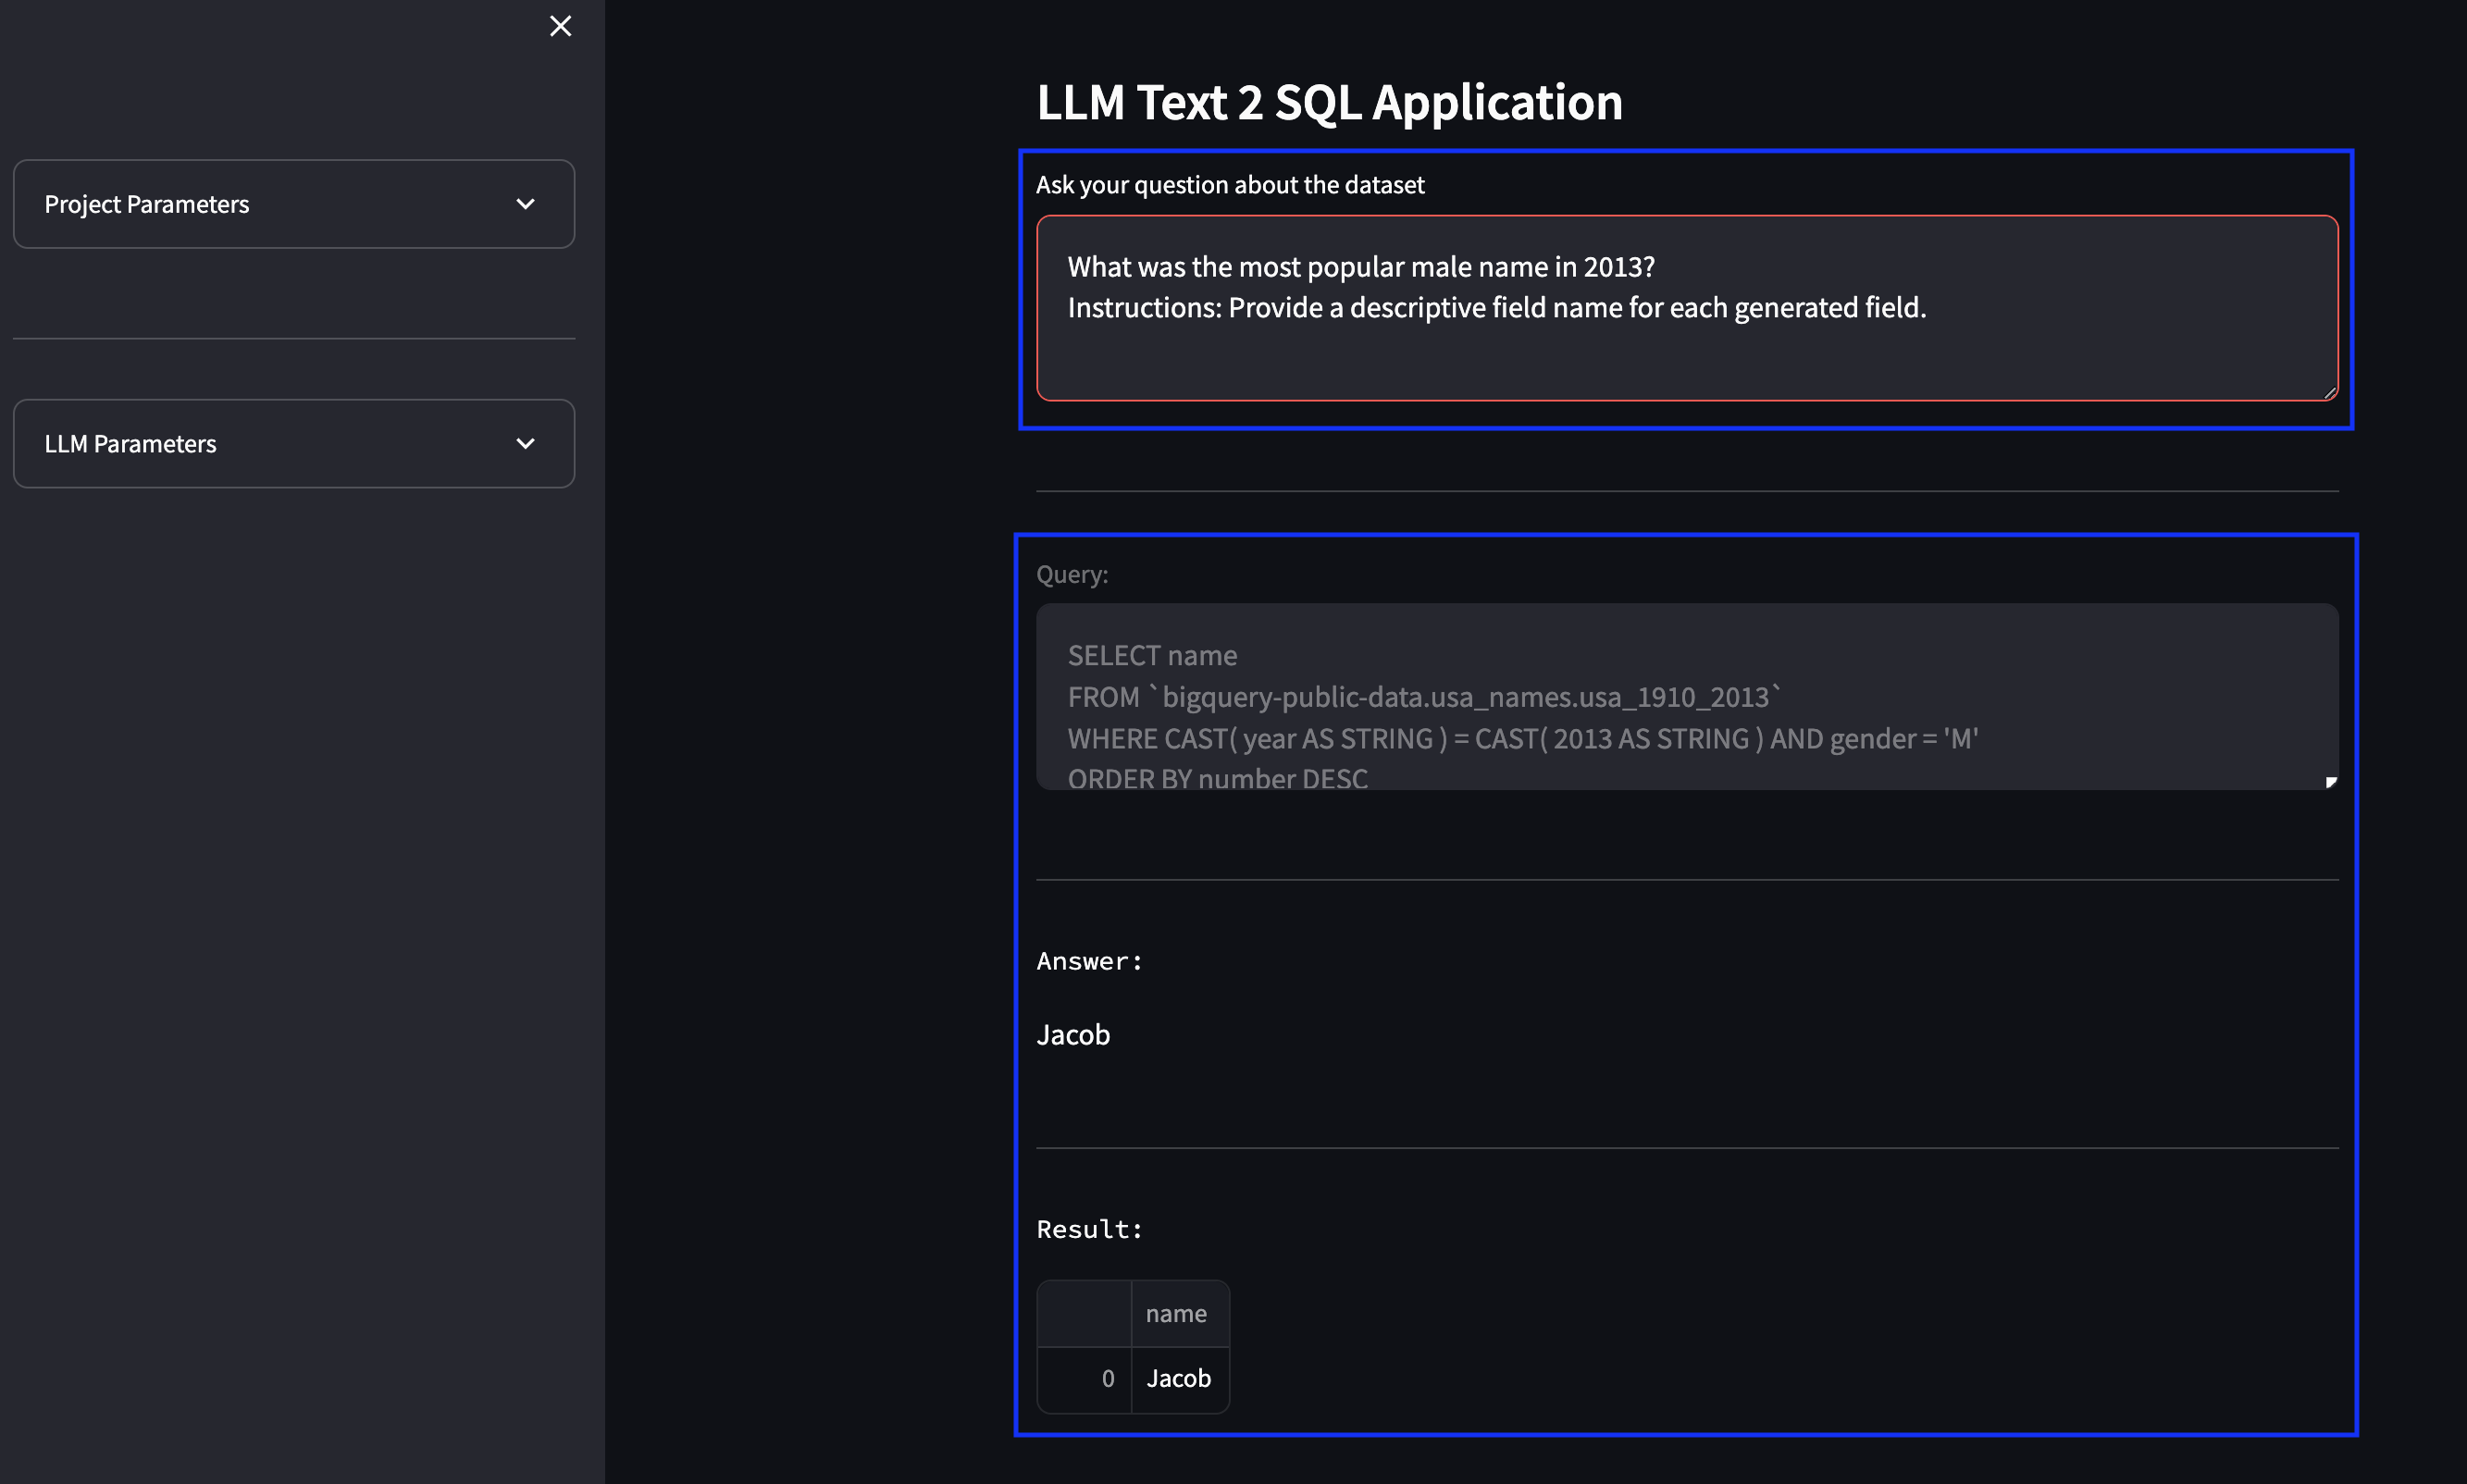 Project Parameters
LLM Parameters
LLM Text 2 SQL Application
Ask your question about the dataset
What was the most popular male name in 2013?
Instructions: Provide a descriptive field name for each generated field.
Query:
SELECT name
FROM `bigquery-public-data.usa_names.usa_1910_2013`
WHERE CAST( year AS STRING ) = CAST( 2013 AS STRING ) AND gender = 'M'
ORDER BY number DESC
Answer:
Jacob
Result:
name
0 Jacob